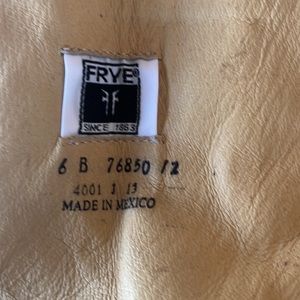 FRYE®
SINCE 1863
6 B 76850 /2
4001 1 13
MADE IN MEXICO